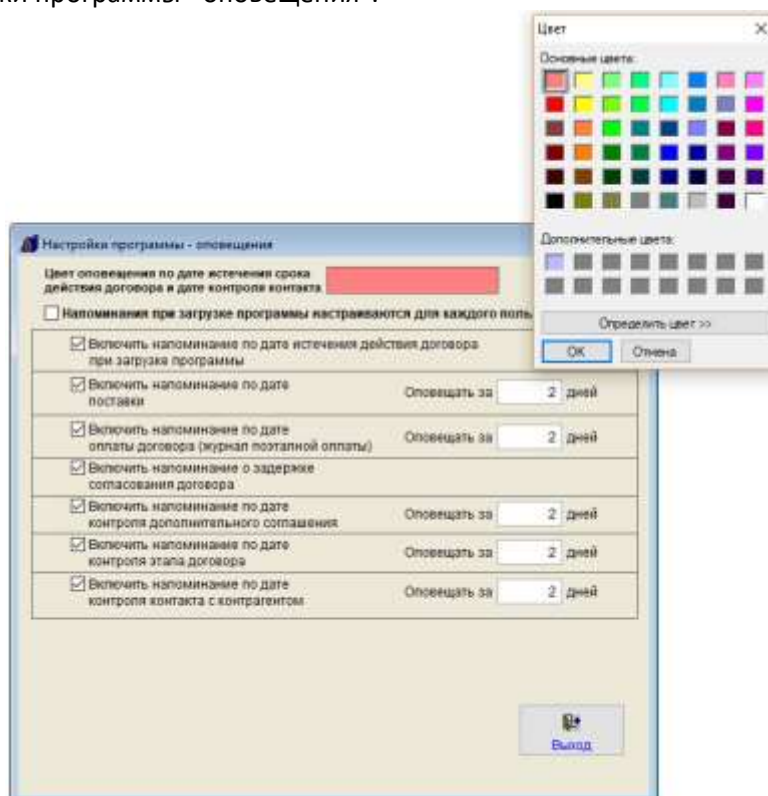 ки программы - оповещения".
Цвет
Основные цвета:
Дополнительные цвета:
Определить цвет >>
OK Отмена
Настройки программы - оповещения
Цвет оповещения по дате истечения срока
действия договора и дате контроля контакта
Напоминания при загрузке программы настраиваются для каждого поль
Включить напоминание по дате истечения действия договора
при загрузке программы
Включить напоминание по дате
поставки
Оповещать за 2 дней
Включить напоминание по дате
оплаты договора (журнал поэтапной оплаты)
Оповещать за 2 дней
Включить напоминание о задержке
согласования договора
Включить напоминание по дате
контроля дополнительного соглашения
Оповещать за 2 дней
Включить напоминание по дате
контроля этапа договора
Оповещать за 2 дней
Включить напоминание по дате
контроля контакта с контрагентом
Оповещать за 2 дней
Выход